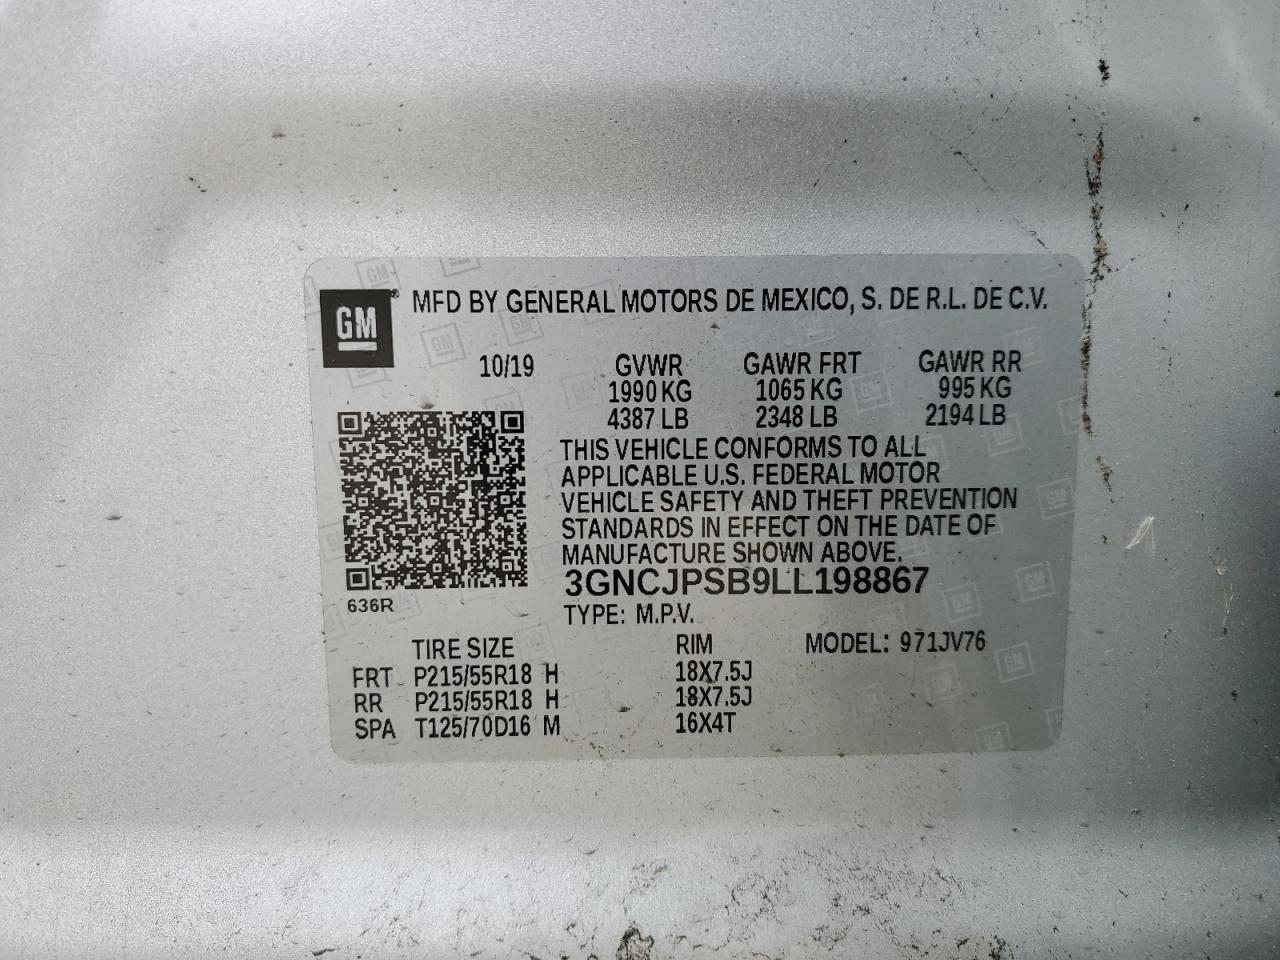 GM® MFD BY GENERAL MOTORS DE MEXICO, S. DE R.L. DE C.V.
10/19 GVWR GAWR FRT GAWR RR
1990 KG 1065 KG 995 KG
4387 LB 2348 LB 2194 LB
THIS VEHICLE CONFORMS TO ALL
APPLICABLE U.S. FEDERAL MOTOR
VEHICLE SAFETY AND THEFT PREVENTION
STANDARDS IN EFFECT ON THE DATE OF
MANUFACTURE SHOWN ABOVE.
3GNCJPSB9LL198867
636R
TYPE: M.P.V.
TIRE SIZE RIM MODEL: 971JV76
FRT P215/55R18 H 18X7.5J
RR P215/55R18 H 18X7.5J
SPA T125/70D16 M 16X4T